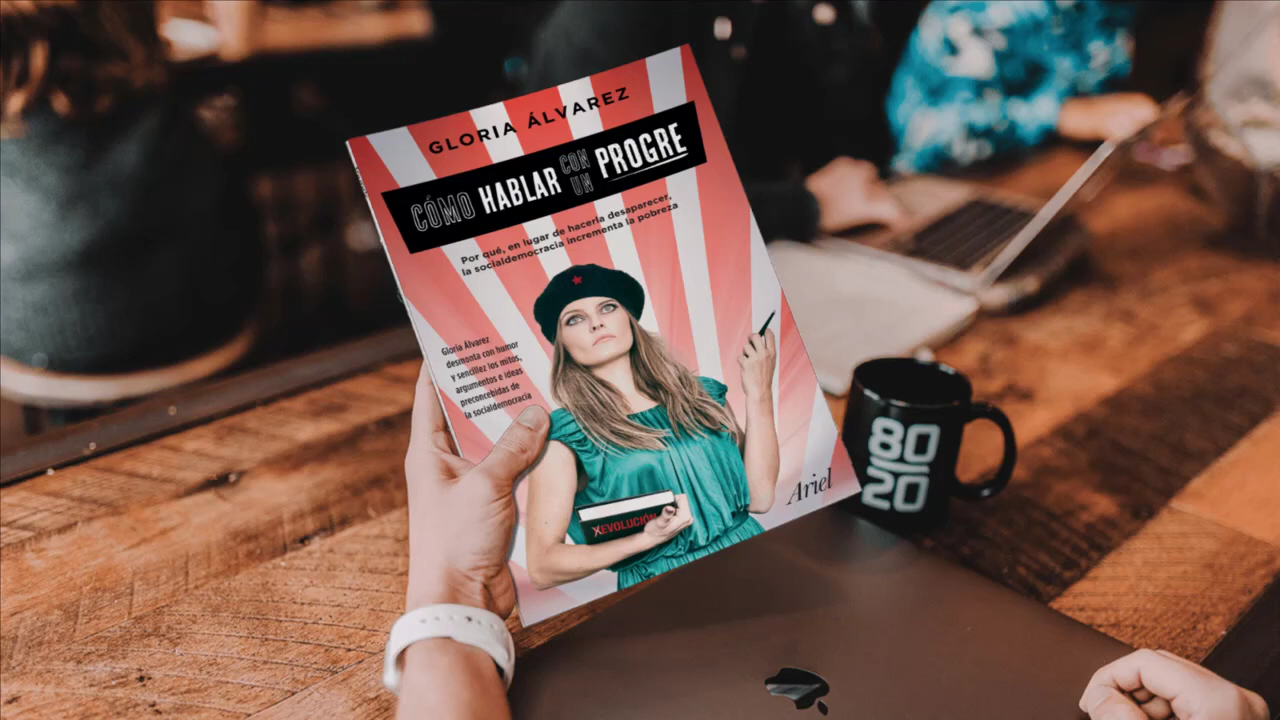 GLORIA ÁLVAREZ
CÓMO HABLAR CON UN PROGRE
Por qué, en lugar de hacerla desaparecer,
la socialdemocracia incrementa la pobreza
Gloria Álvarez
desmonta con humor
y sencillez los mitos,
argumentos e ideas
preconcebidas de
la socialdemocracia
XEVOLUCIÓN
Ariel
80
20